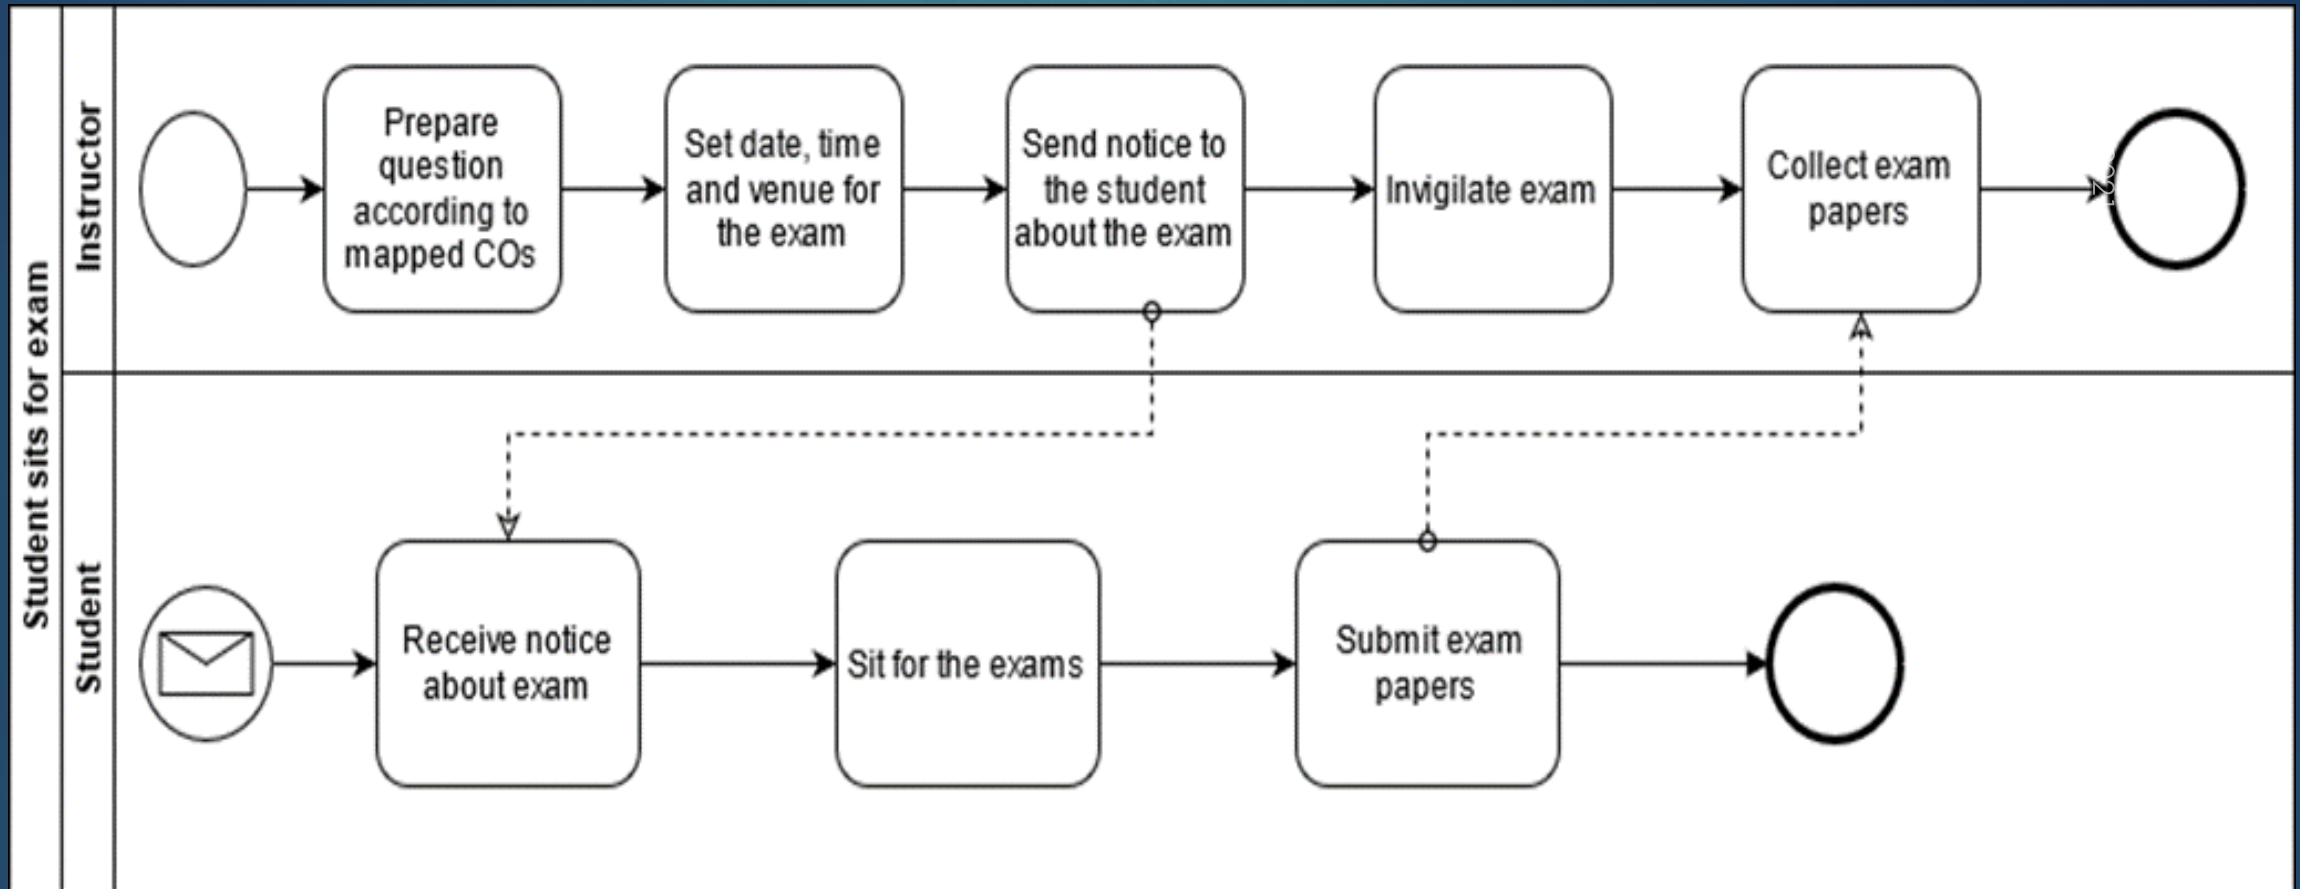 Student sits for exam
Instructor
Prepare
question
according to
mapped COs
Set date, time
and venue for
the exam
Send notice to
the student
about the exam
Invigilate exam
Collect exam
papers
Student
Receive notice
about exam
Sit for the exams
Submit exam
papers